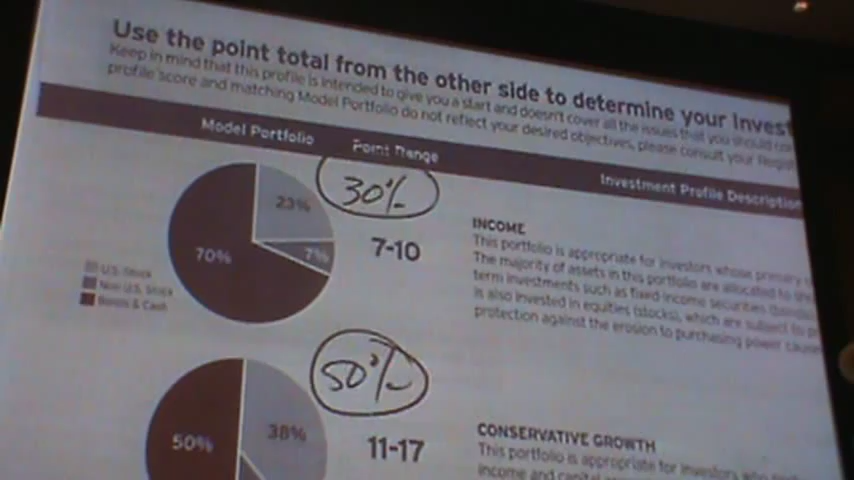 Use the point total from the other side to determine your Invest
Keep in mind that this profile is intended to give you a start and doesn't cover all the issues that you should
profile score and matching Model Portfolio do not reflect your desired objectives, please consult your
Model Portfolio Point Range Investment Profile Description
30%
23%
7%
70%
7-10
U.S. Stock
Non U.S. Stock
Bonds & Cash
INCOME
This portfolio is appropriate for investors whose primary
The majority of assets in this portfolio are allocated to
term investments such as fixed income securities
is also invested in equities (stocks), which are subject to
protection against the erosion to purchasing power
50%
50%
38%
11-17
CONSERVATIVE GROWTH
This portfolio is appropriate for investors who
income and